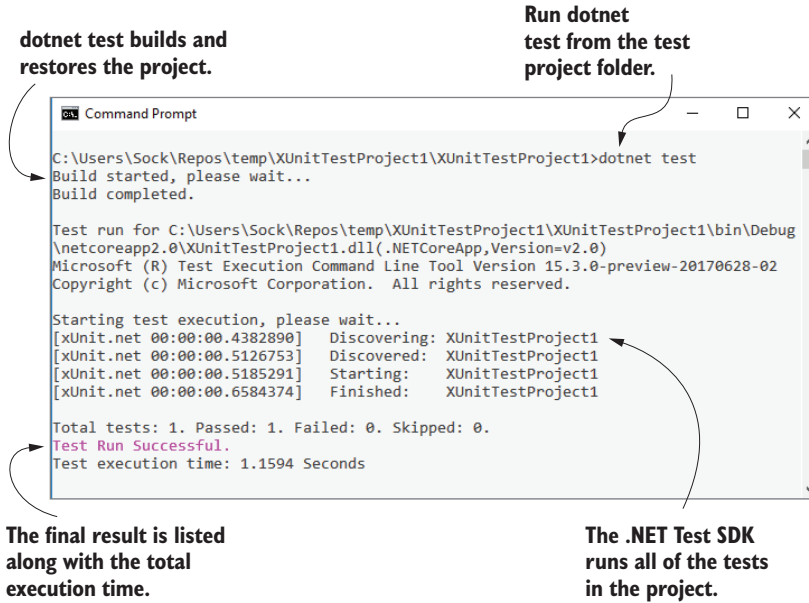 dotnet test builds and
restores the project.
Run dotnet
test from the test
project folder.
Command Prompt
C:\Users\Sock\Repos\temp\XUnitTestProject1\XUnitTestProject1>dotnet test
Build started, please wait...
Build completed.
Test run for C:\Users\Sock\Repos\temp\XUnitTestProject1\XUnitTestProject1\bin\Debug
\netcoreapp2.0\XUnitTestProject1.dll(.NETCoreApp,Version=v2.0)
Microsoft (R) Test Execution Command Line Tool Version 15.3.0-preview-20170628-02
Copyright (c) Microsoft Corporation.  All rights reserved.
Starting test execution, please wait...
[xUnit.net 00:00:00.4382890]   Discovering: XUnitTestProject1
[xUnit.net 00:00:00.5126753]   Discovered:  XUnitTestProject1
[xUnit.net 00:00:00.5185291]   Starting:    XUnitTestProject1
[xUnit.net 00:00:00.6584374]   Finished:    XUnitTestProject1
Total tests: 1. Passed: 1. Failed: 0. Skipped: 0.
Test Run Successful.
Test execution time: 1.1594 Seconds
The final result is listed
along with the total
execution time.
The .NET Test SDK
runs all of the tests
in the project.